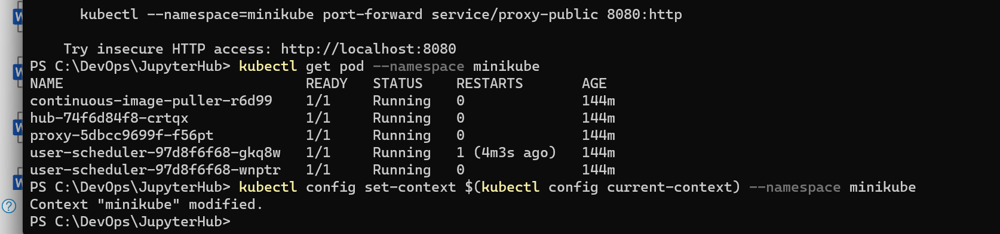 kubectl --namespace=minikube port-forward service/proxy-public 8080:http
Try insecure HTTP access: http://localhost:8080
PS C:\DevOps\JupyterHub> kubectl get pod --namespace minikube
NAME READY STATUS RESTARTS AGE
continuous-image-puller-r6d99 1/1 Running 0 144m
hub-74f6d84f8-crtqx 1/1 Running 0 144m
proxy-5dbcc9699f-f56pt 1/1 Running 0 144m
user-scheduler-97d8f6f68-gkq8w 1/1 Running 1 (4m3s ago) 144m
user-scheduler-97d8f6f68-wnptr 1/1 Running 0 144m
PS C:\DevOps\JupyterHub> kubectl config set-context $(kubectl config current-context) --namespace minikube
Context "minikube" modified.
PS C:\DevOps\JupyterHub>